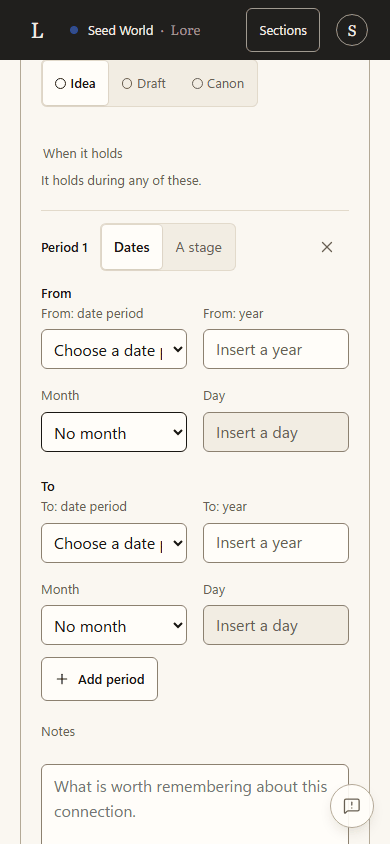 L Seed World · Lore Sections S
Idea Draft Canon
When it holds
It holds during any of these.
Period 1 Dates A stage
From
From: date period From: year
Choose a date p Insert a year
Month Day
No month Insert a day
To
To: date period To: year
Choose a date p Insert a year
Month Day
No month Insert a day
Add period
Notes
What is worth remembering about this
connection.